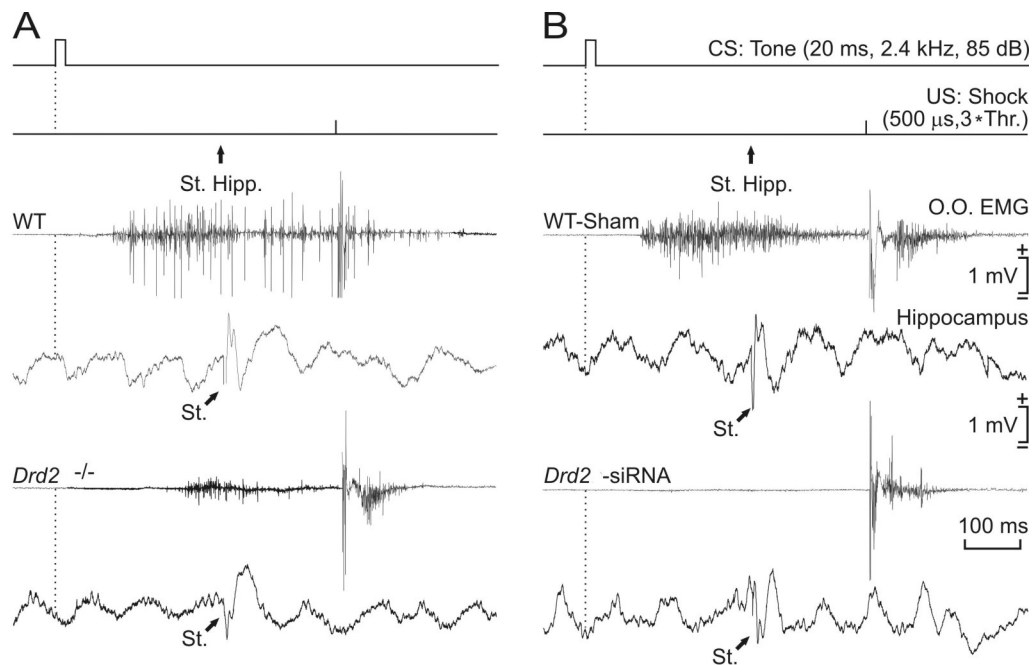 A
B
CS: Tone (20 ms, 2.4 kHz, 85 dB)
US: Shock
(500 μs,3*Thr.)
St. Hipp.
St. Hipp.
WT
WT-Sham
O.O. EMG
+
1 mV
–
Hippocampus
St.
St.
+
1 mV
–
Drd2 -/-
Drd2 -siRNA
100 ms
St.
St.